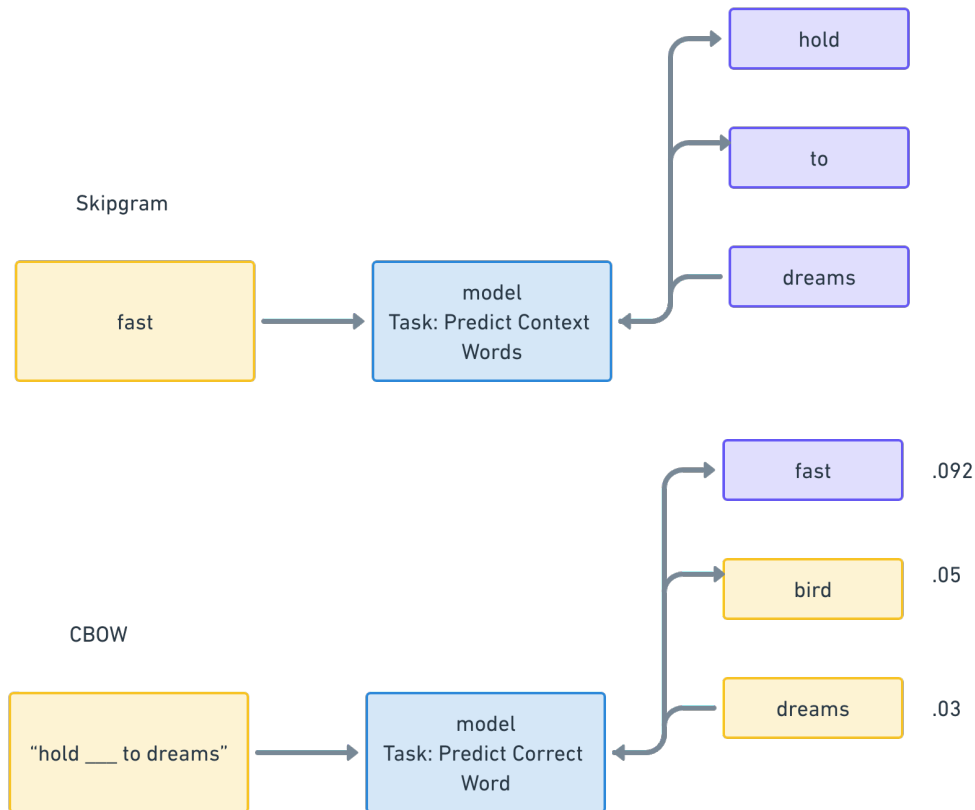 hold
to
Skipgram
dreams
fast
model
Task: Predict Context
Words
fast
.092
bird
.05
CBOW
dreams
.03
“hold ___ to dreams”
model
Task: Predict Correct
Word